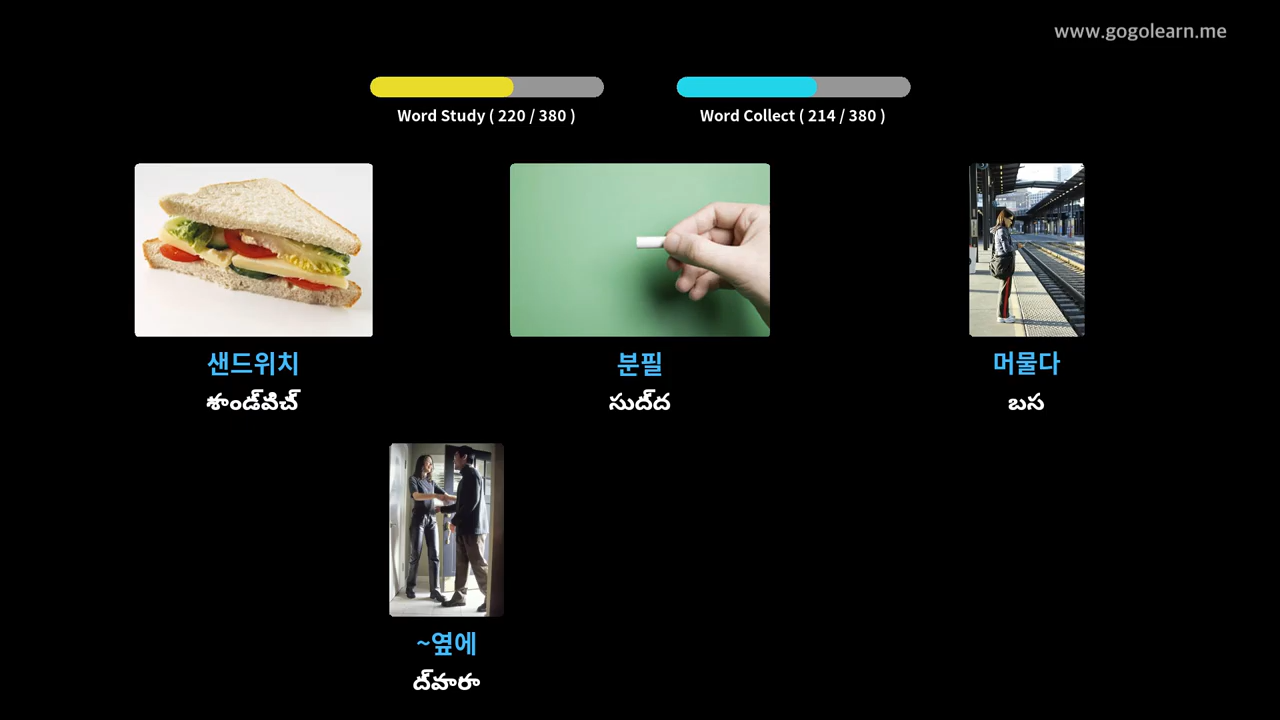 www.gogolearn.me
Word Study ( 220 / 380 )
Word Collect ( 214 / 380 )
샌드위치
శాండ్‌విచ్
분필
సుద్ద
머물다
బస
~옆에
ద్వారా